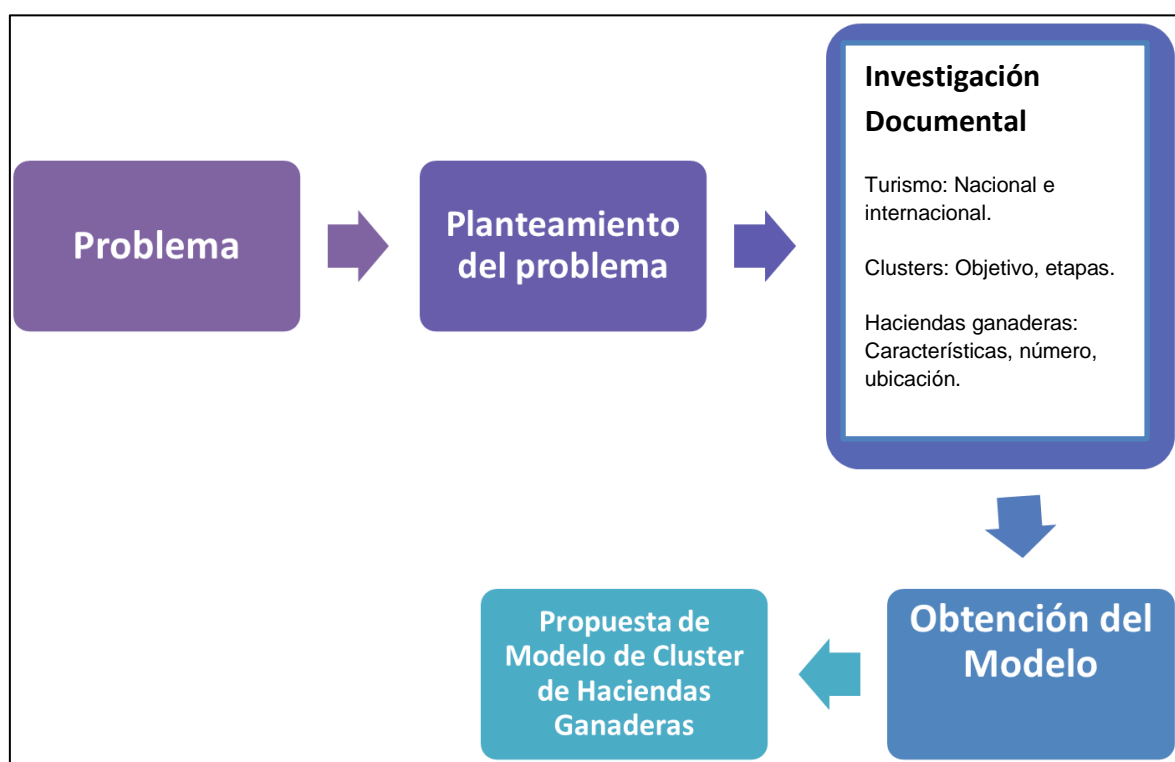 Problema
Planteamiento
del problema
Investigación
Documental
Turismo: Nacional e
internacional.
Clusters: Objetivo, etapas.
Haciendas ganaderas:
Características, número,
ubicación.
Obtención del
Modelo
Propuesta de
Modelo de Cluster
de Haciendas
Ganaderas